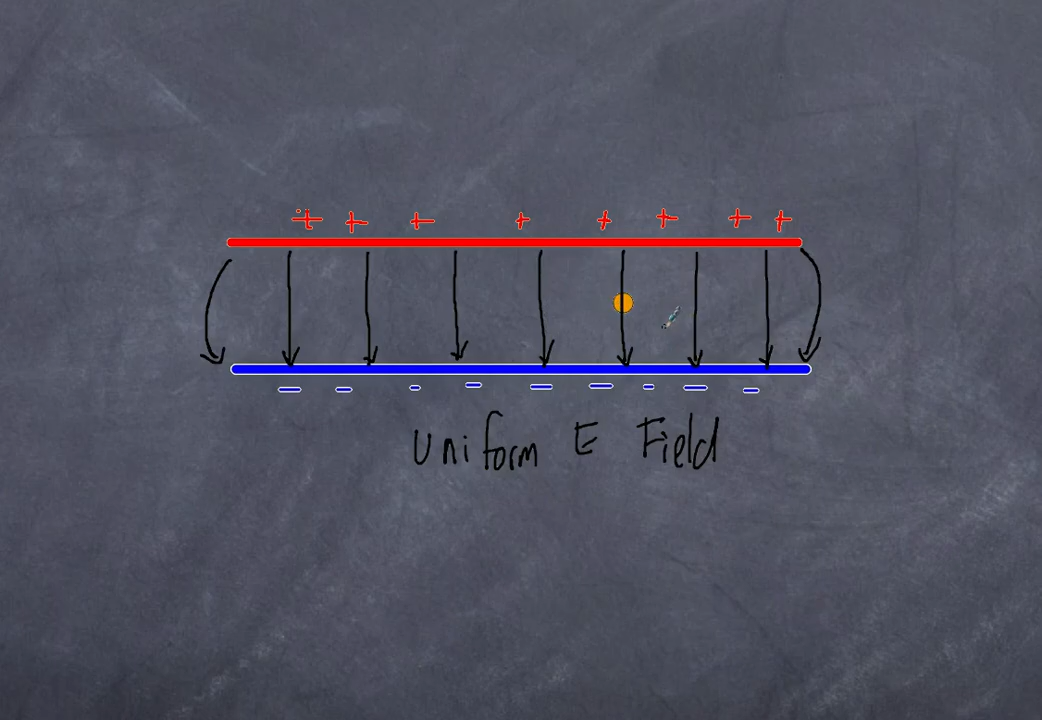 + + + + + + + +
- - - - - - - - -
Uniform E Field